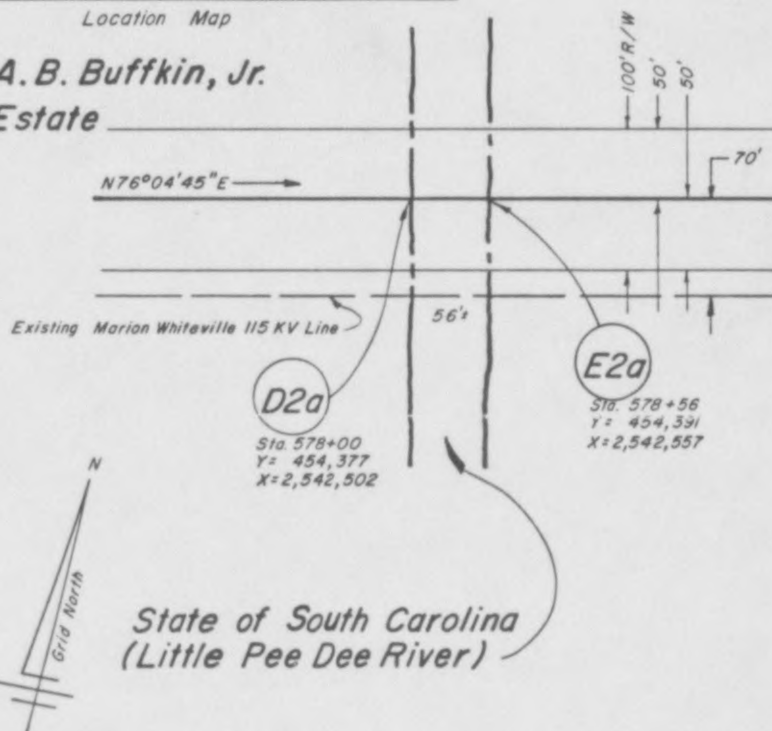 Location Map
A.B. Buffkin, Jr.
Estate
100' R/W
50'
50'
70'
N76°04'45"E
Existing Marion Whiteville 115 KV Line
56'±
D2a
Sta. 578+00
Y= 454,377
X=2,542,502
E2a
Sta. 578+56
Y= 454,391
X=2,542,557
N
Grid North
State of South Carolina
(Little Pee Dee River)